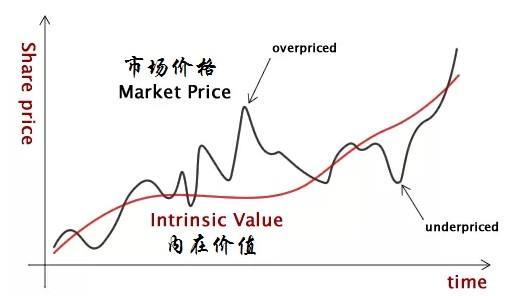 Share price
市场价格
Market Price
overpriced
Intrinsic Value
内在价值
underpriced
time